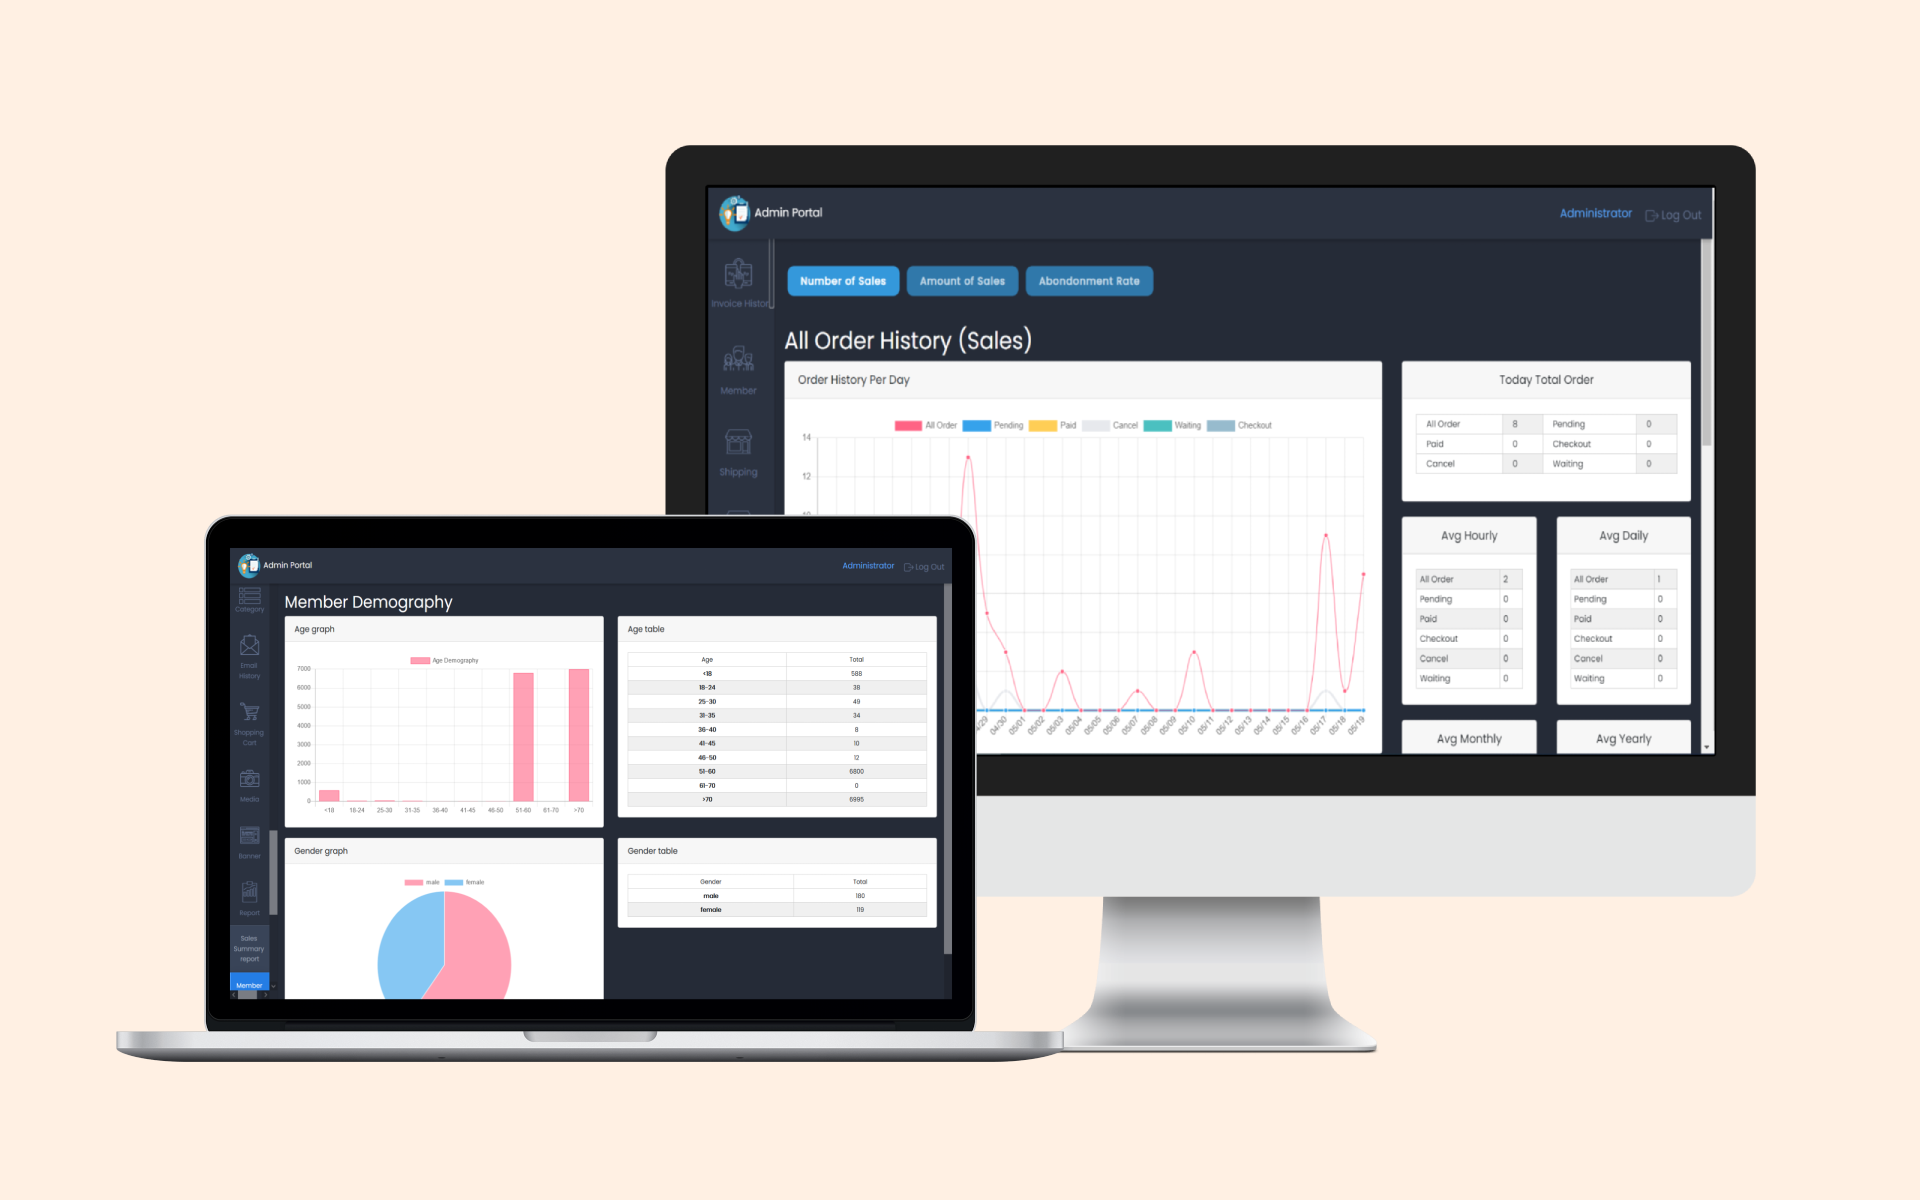 Admin Portal
Administrator
Log Out
Invoice Histor
Member
Shipping
Number of Sales
Amount of Sales
Abondonment Rate
All Order History (Sales)
Order History Per Day
All Order
Pending
Paid
Cancel
Waiting
Checkout
14
12
04/30
05/01
05/02
05/03
05/04
05/05
05/06
05/07
05/08
05/09
05/10
05/11
05/12
05/13
05/14
05/15
05/16
05/17
05/18
05/19
Today Total Order
All Order 8 Pending 0
Paid 0 Checkout 0
Cancel 0 Waiting 0
Avg Hourly
All Order 2
Pending 0
Paid 0
Checkout 0
Cancel 0
Waiting 0
Avg Daily
All Order 1
Pending 0
Paid 0
Checkout 0
Cancel 0
Waiting 0
Avg Monthly
Avg Yearly
Admin Portal
Administrator
Log Out
Category
Email
History
Shopping
Cart
Media
Banner
Report
Sales
Summary
report
Member
Member Demography
Age graph
Age Demography
7000
6000
5000
4000
3000
2000
1000
0
<18 18-24 25-30 31-35 36-40 41-45 46-50 51-60 61-70 >70
Age table
Age Total
<18 588
18-24 38
25-30 49
31-35 34
36-40 8
41-45 10
46-50 12
51-60 6800
61-70 0
>70 6995
Gender graph
male
female
Gender table
Gender Total
male 180
female 119